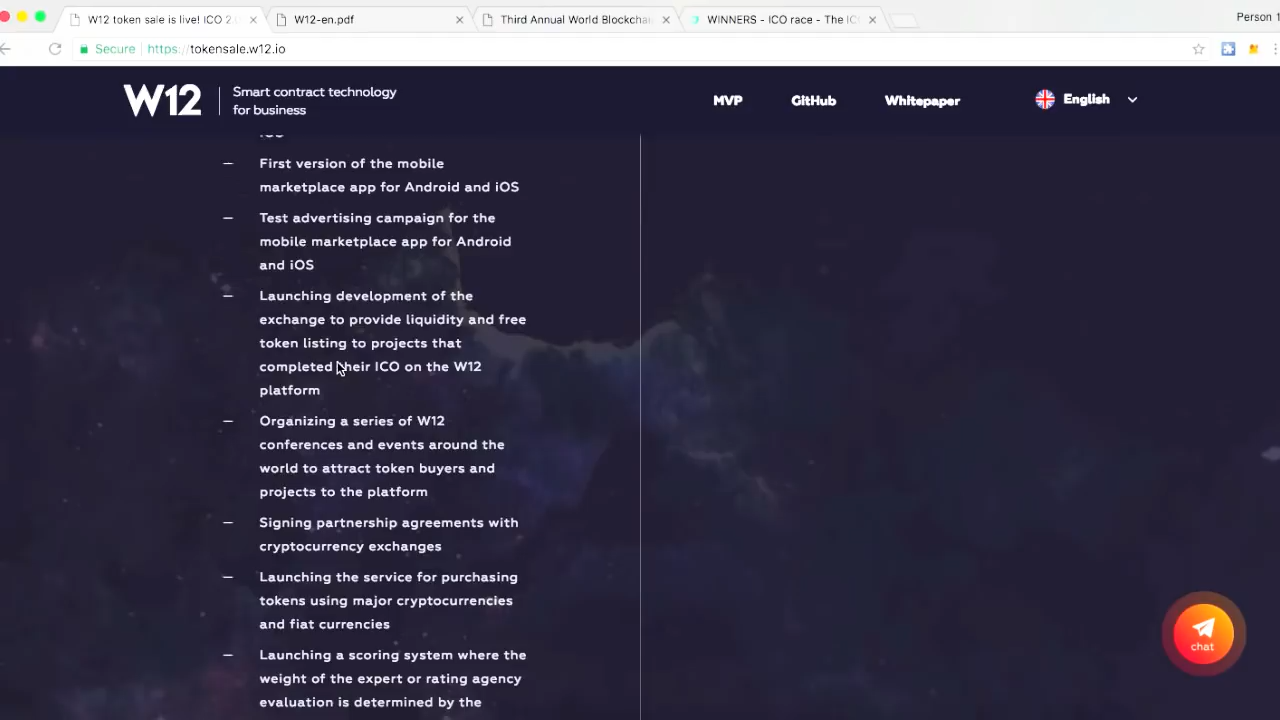 W12 token sale is live! ICO 2.
W12-en.pdf
Third Annual World Blockchai
WINNERS - ICO race - The IC
Person 1
Secure
https://tokensale.w12.io
W12
Smart contract technology
for business
MVP
GitHub
Whitepaper
English
iOS
— First version of the mobile
marketplace app for Android and iOS
— Test advertising campaign for the
mobile marketplace app for Android
and iOS
— Launching development of the
exchange to provide liquidity and free
token listing to projects that
completed their ICO on the W12
platform
— Organizing a series of W12
conferences and events around the
world to attract token buyers and
projects to the platform
— Signing partnership agreements with
cryptocurrency exchanges
— Launching the service for purchasing
tokens using major cryptocurrencies
and fiat currencies
— Launching a scoring system where the
weight of the expert or rating agency
evaluation is determined by the
chat